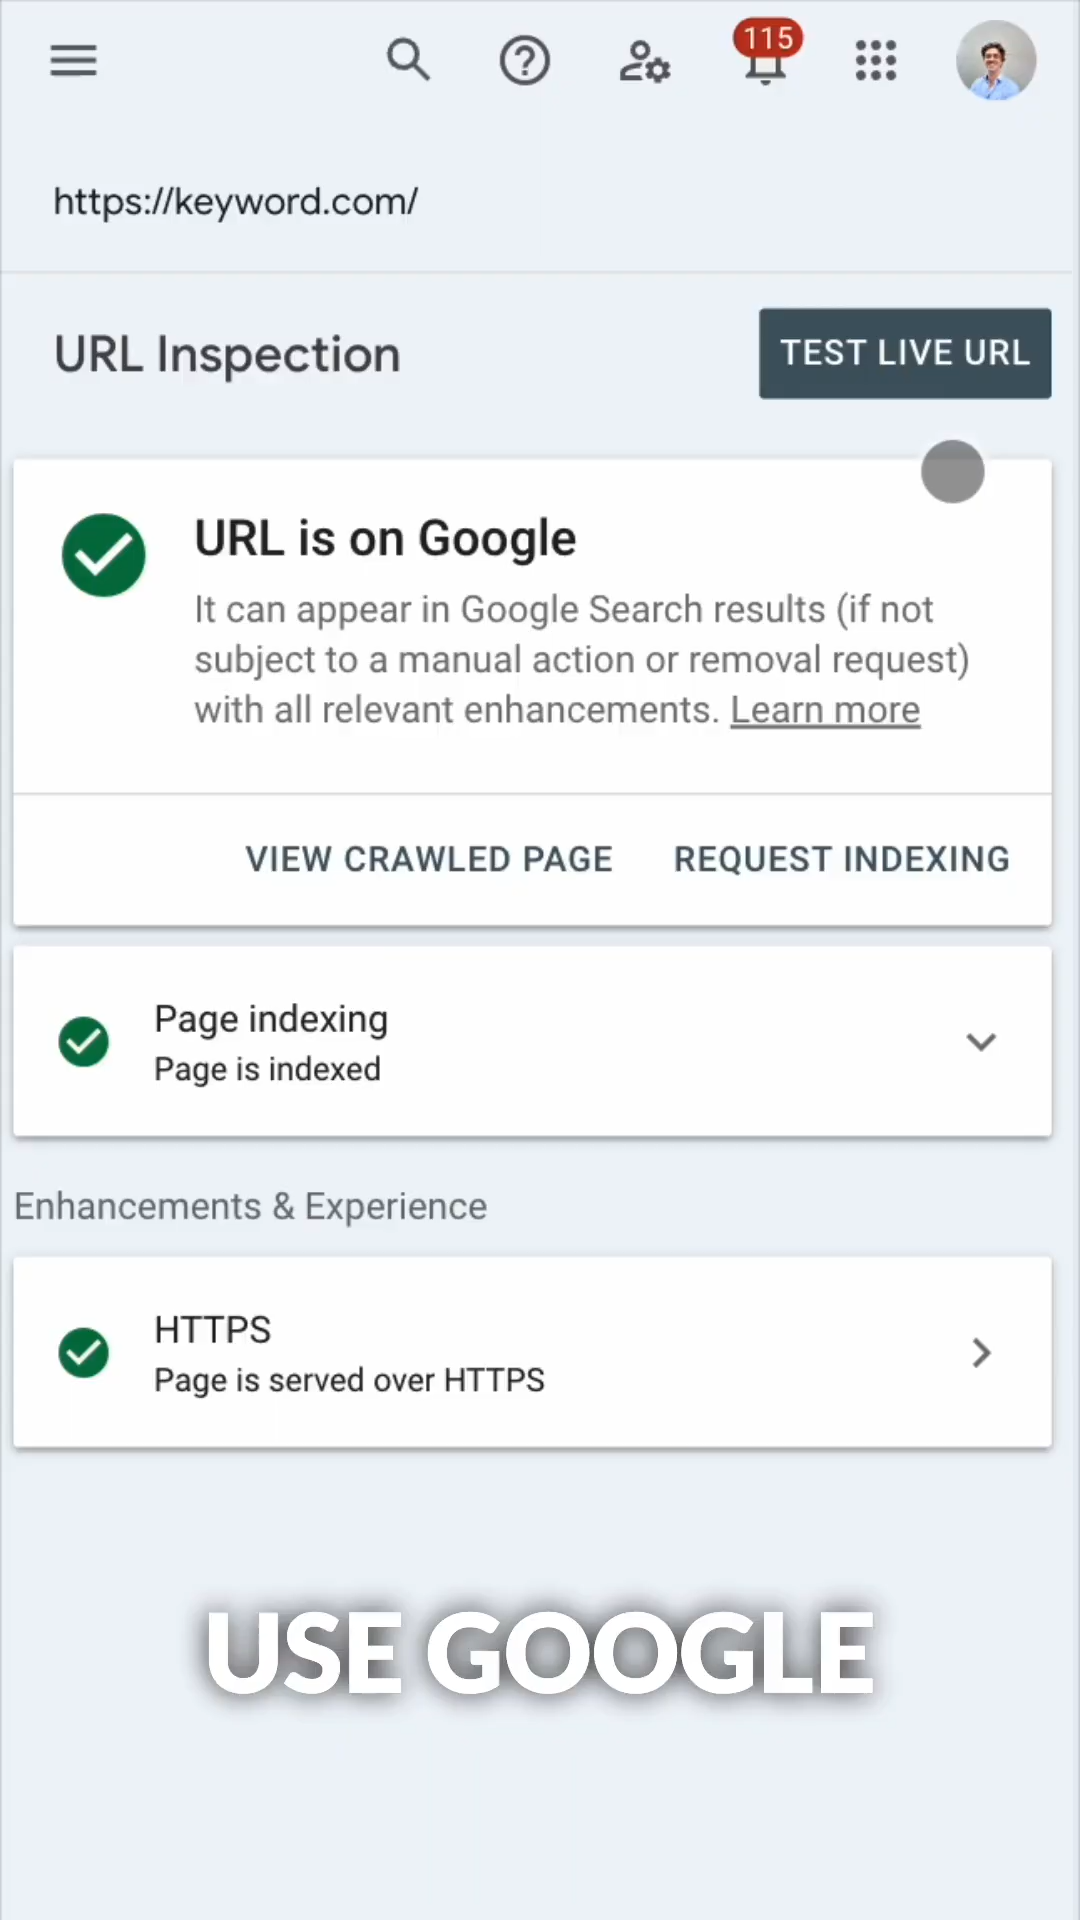 115
https://keyword.com/
URL Inspection
TEST LIVE URL
URL is on Google
It can appear in Google Search results (if not
subject to a manual action or removal request)
with all relevant enhancements. Learn more
VIEW CRAWLED PAGE
REQUEST INDEXING
Page indexing
Page is indexed
Enhancements & Experience
HTTPS
Page is served over HTTPS
USE GOOGLE